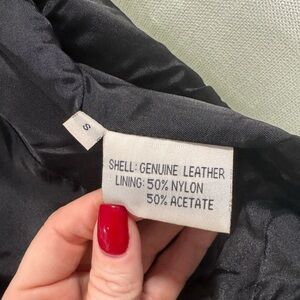 S
SHELL: GENUINE LEATHER
LINING: 50% NYLON
50% ACETATE